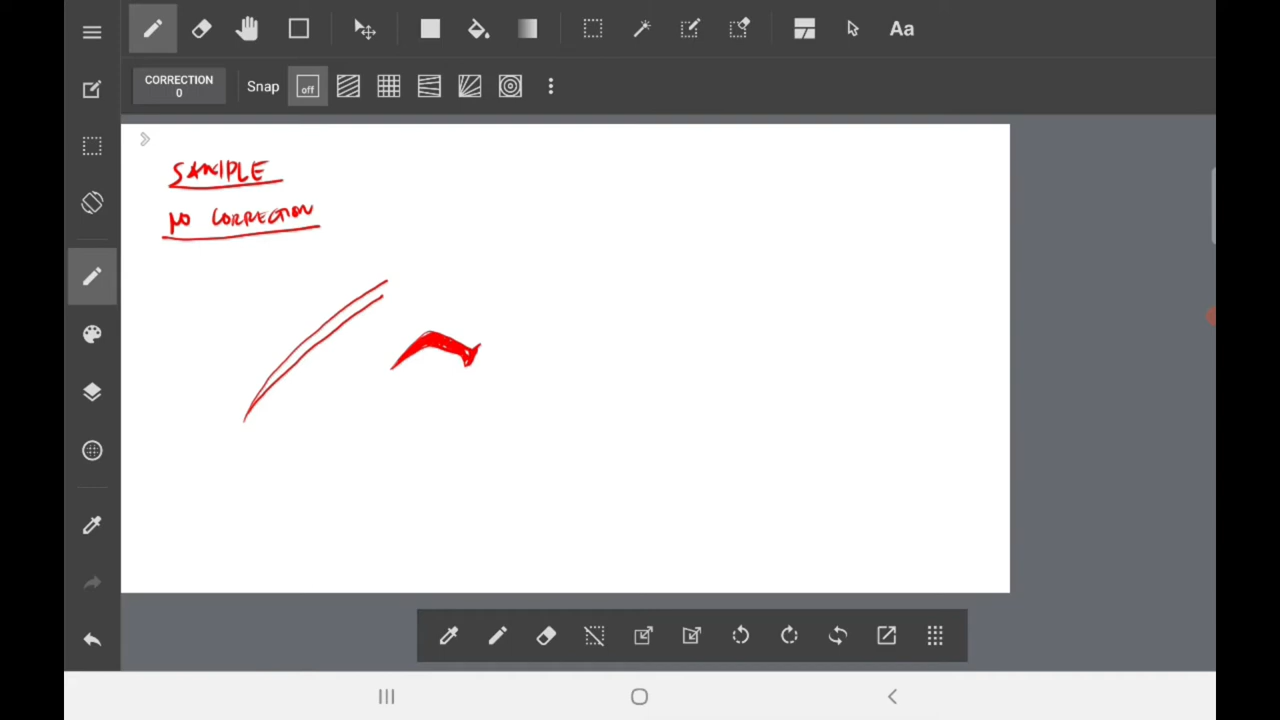 Aa
CORRECTION
0
Snap
off
SAMPLE
NO CORRECTION